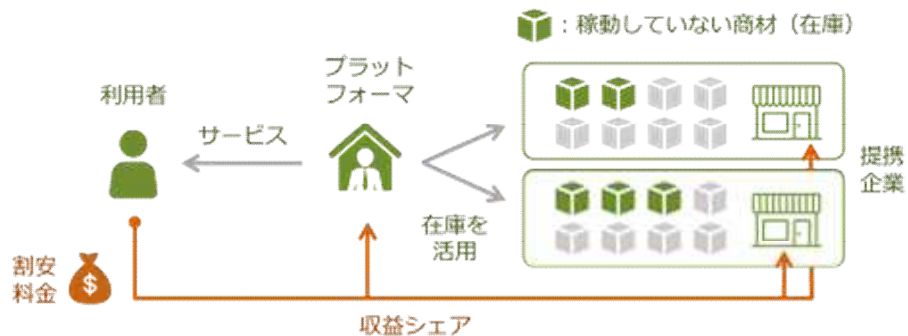 ：稼動していない商材（在庫）
プラット
フォーマ
利用者
サービス
提携
企業
在庫を
活用
割安
料金
$
収益シェア